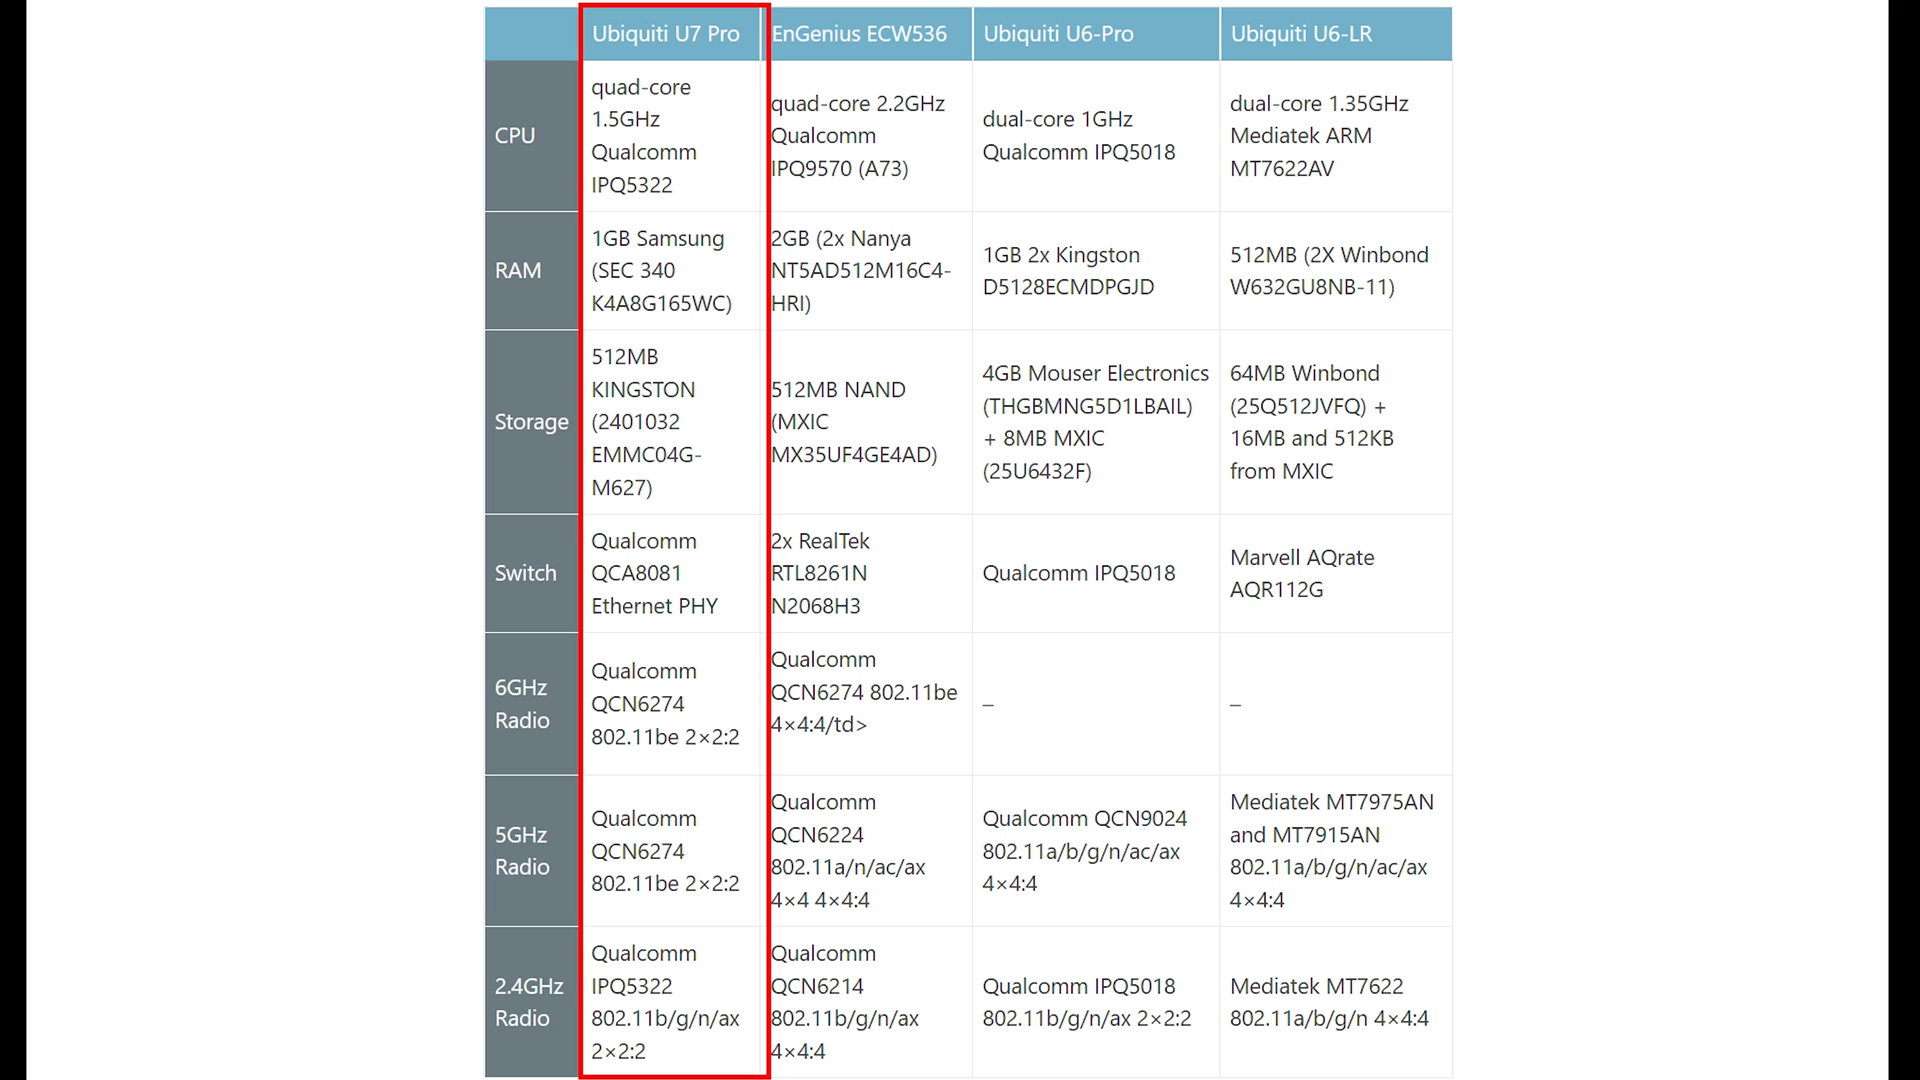 Ubiquiti U7 Pro
EnGenius ECW536
Ubiquiti U6-Pro
Ubiquiti U6-LR
CPU
quad-core
1.5GHz
Qualcomm
IPQ5322
quad-core 2.2GHz
Qualcomm
IPQ9570 (A73)
dual-core 1GHz
Qualcomm IPQ5018
dual-core 1.35GHz
Mediatek ARM
MT7622AV
RAM
1GB Samsung
(SEC 340
K4A8G165WC)
2GB (2x Nanya
NT5AD512M16C4-
HRI)
1GB 2x Kingston
D5128ECMDPGJD
512MB (2X Winbond
W632GU8NB-11)
Storage
512MB
KINGSTON
(2401032
EMMC04G-
M627)
512MB NAND
(MXIC
MX35UF4GE4AD)
4GB Mouser Electronics
(THGBMNG5D1LBAIL)
+ 8MB MXIC
(25U6432F)
64MB Winbond
(25Q512JVFQ) +
16MB and 512KB
from MXIC
Switch
Qualcomm
QCA8081
Ethernet PHY
2x RealTek
RTL8261N
N2068H3
Qualcomm IPQ5018
Marvell AQrate
AQR112G
6GHz
Radio
Qualcomm
QCN6274
802.11be 2×2:2
Qualcomm
QCN6274 802.11be
4×4:4/td>
–
–
5GHz
Radio
Qualcomm
QCN6274
802.11be 2×2:2
Qualcomm
QCN6224
802.11a/n/ac/ax
4×4 4×4:4
Qualcomm QCN9024
802.11a/b/g/n/ac/ax
4×4:4
Mediatek MT7975AN
and MT7915AN
802.11a/b/g/n/ac/ax
4×4:4
2.4GHz
Radio
Qualcomm
IPQ5322
802.11b/g/n/ax
2×2:2
Qualcomm
QCN6214
802.11b/g/n/ax
4×4:4
Qualcomm IPQ5018
802.11b/g/n/ax 2×2:2
Mediatek MT7622
802.11a/b/g/n 4×4:4